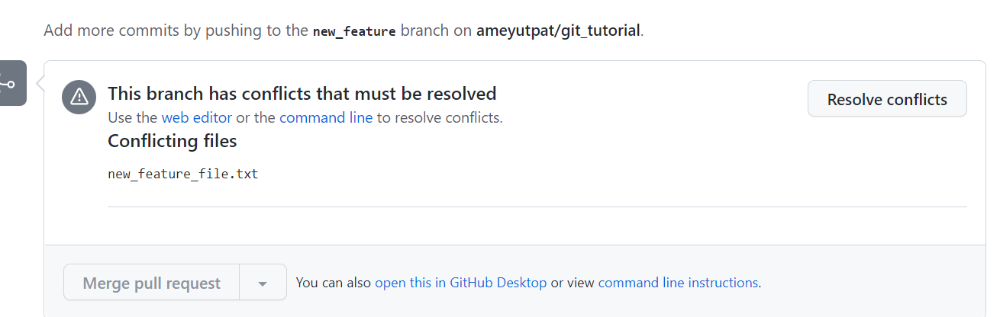 Add more commits by pushing to the new_feature branch on ameyutpat/git_tutorial.
This branch has conflicts that must be resolved
Resolve conflicts
Use the web editor or the command line to resolve conflicts.
Conflicting files
new_feature_file.txt
Merge pull request
You can also open this in GitHub Desktop or view command line instructions.